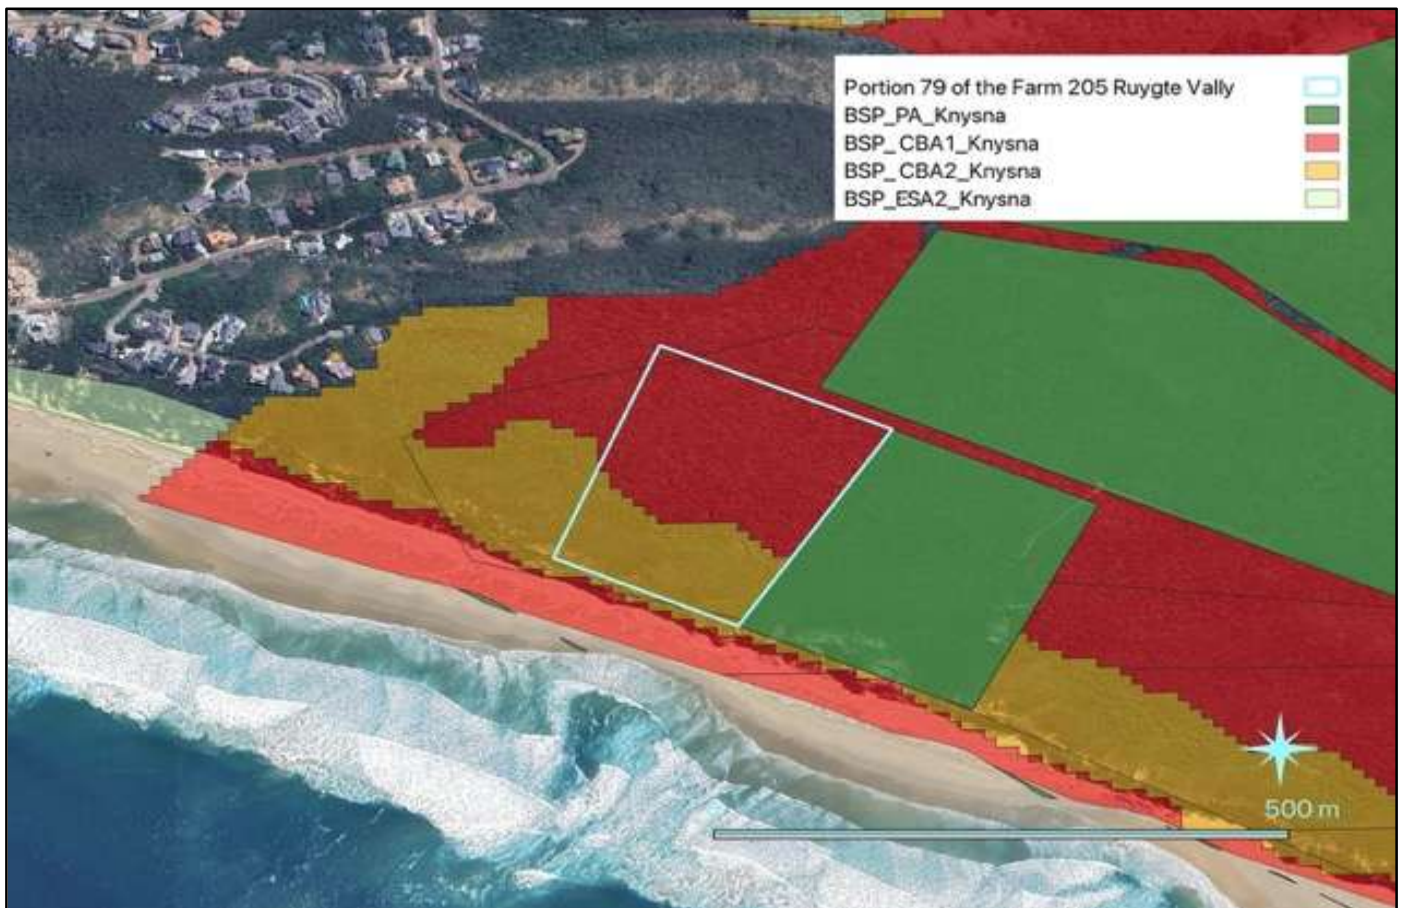 Portion 79 of the Farm 205 Ruygte Vally
BSP_PA_Knysna
BSP_ CBA1_Knysna
BSP_ CBA2_Knysna
BSP_ESA2_Knysna
500 m